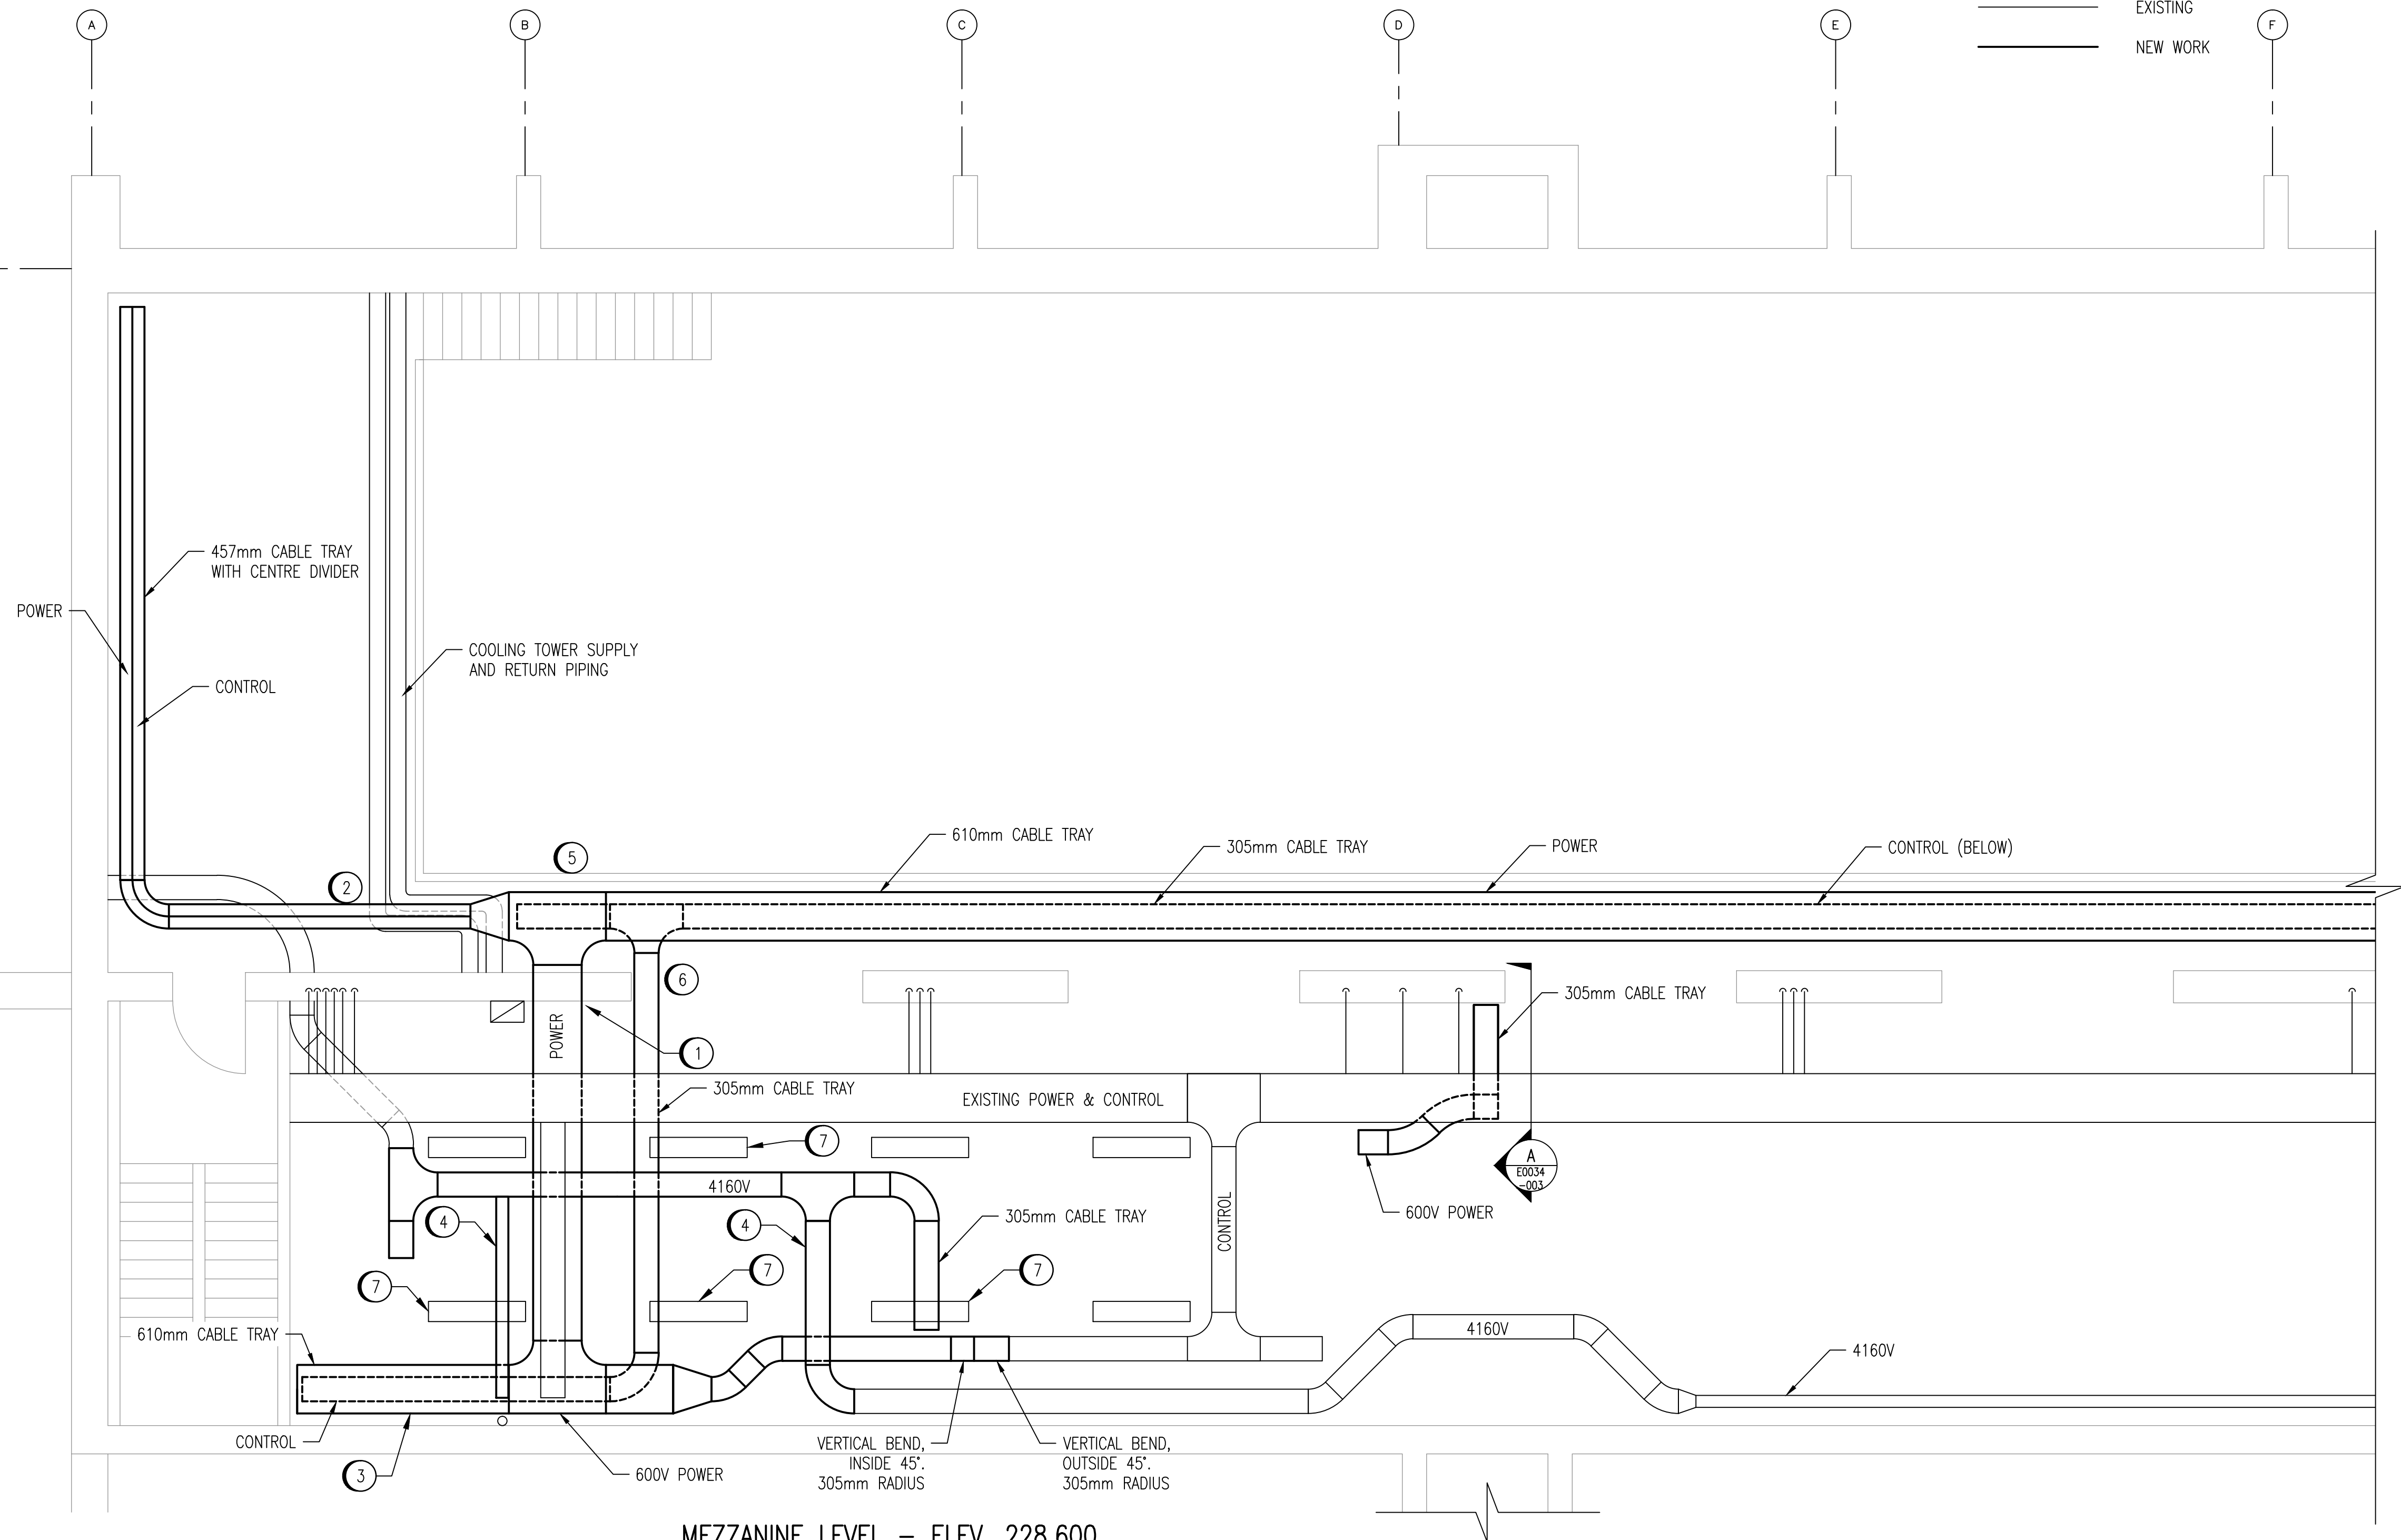 EXISTING
A
B
C
D
E
F
NEW WORK
457mm CABLE TRAY
WITH CENTRE DIVIDER
POWER
COOLING TOWER SUPPLY
AND RETURN PIPING
CONTROL
610mm CABLE TRAY
305mm CABLE TRAY
POWER
CONTROL (BELOW)
5
2
6
305mm CABLE TRAY
POWER
1
305mm CABLE TRAY
EXISTING POWER & CONTROL
7
A
E0034
-003
4160V
4
4
305mm CABLE TRAY
CONTROL
600V POWER
7
7
7
610mm CABLE TRAY
4160V
4160V
CONTROL
3
600V POWER
VERTICAL BEND,
INSIDE 45°.
305mm RADIUS
VERTICAL BEND,
OUTSIDE 45°.
305mm RADIUS
MEZZANINE LEVEL - ELEV. 228.600